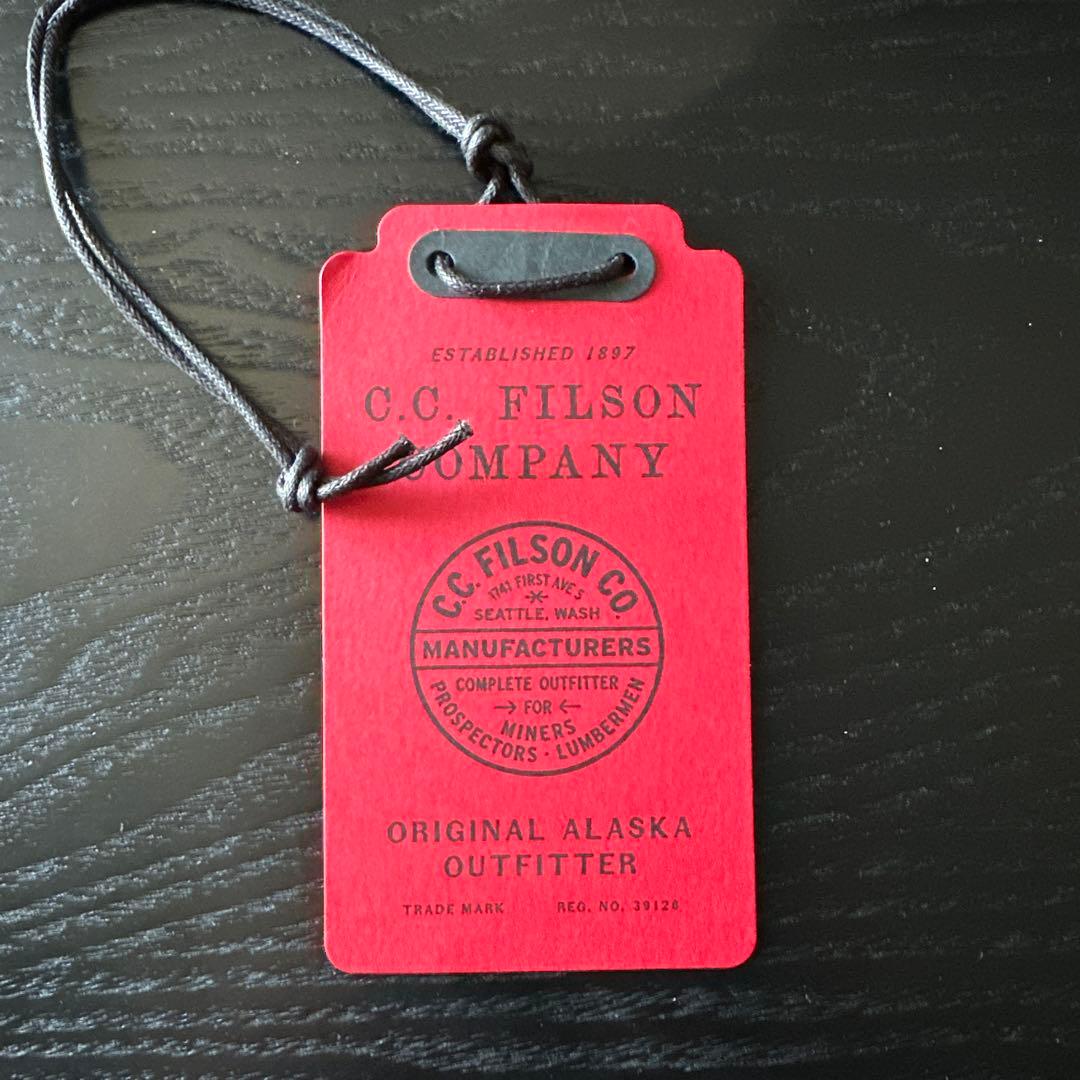 ESTABLISHED 1897
C.C. FILSON
COMPANY
C.C. FILSON CO.
1741 FIRST AVE S
SEATTLE, WASH
MANUFACTURERS
COMPLETE OUTFITTER
→ FOR ←
MINERS
PROSPECTORS · LUMBERMEN
ORIGINAL ALASKA
OUTFITTER
TRADE MARK REG. NO. 39126